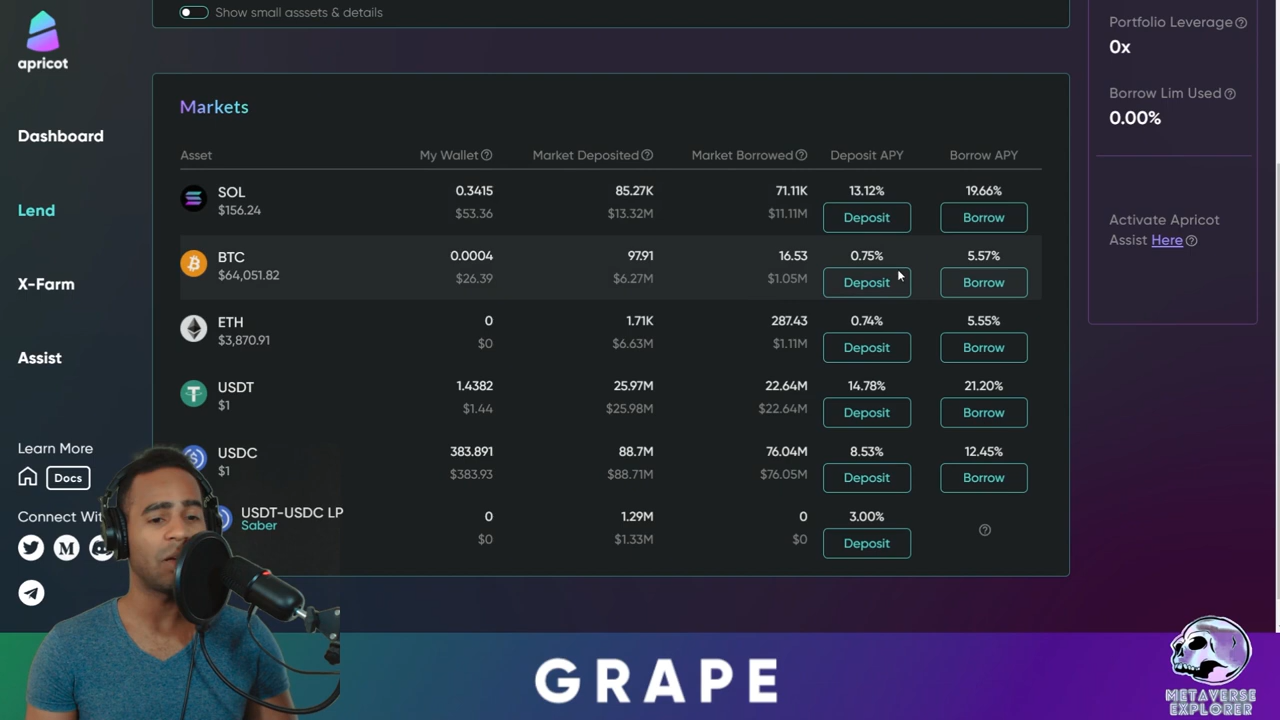 Show small asssets & details
Portfolio Leverage
0x
Borrow Lim Used
0.00%
Activate Apricot
Assist Here
apricot
Dashboard
Lend
X-Farm
Assist
Learn More
Docs
Connect Wit
Markets
Asset My Wallet Market Deposited Market Borrowed Deposit APY Borrow APY
SOL 0.3415 85.27K 71.11K 13.12% 19.66%
$156.24 $53.36 $13.32M $11.11M Deposit Borrow
BTC 0.0004 97.91 16.53 0.75% 5.57%
$64,051.82 $26.39 $6.27M $1.05M Deposit Borrow
ETH 0 1.71K 287.43 0.74% 5.55%
$3,870.91 $0 $6.63M $1.11M Deposit Borrow
USDT 1.4382 25.97M 22.64M 14.78% 21.20%
$1 $1.44 $25.98M $22.64M Deposit Borrow
USDC 383.891 88.7M 76.04M 8.53% 12.45%
$1 $383.93 $88.71M $76.05M Deposit Borrow
USDT-USDC LP 0 1.29M 0 3.00%
Saber $0 $1.33M $0 Deposit
GRAPE
METAVERSE
EXPLORER